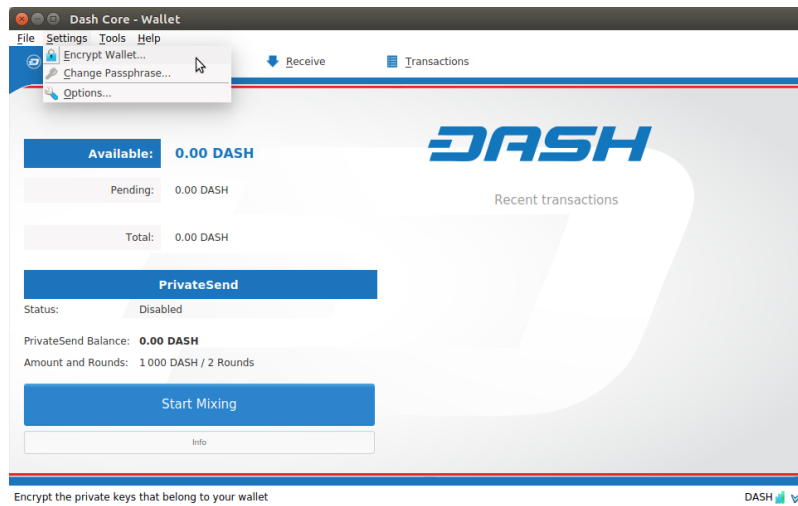 Dash Core - Wallet
File Settings Tools Help
Encrypt Wallet...
Change Passphrase...
Options...
Receive
Transactions
Available: 0.00 DASH
Pending: 0.00 DASH
Total: 0.00 DASH
DASH
Recent transactions
PrivateSend
Status: Disabled
PrivateSend Balance: 0.00 DASH
Amount and Rounds: 1 000 DASH / 2 Rounds
Start Mixing
Info
Encrypt the private keys that belong to your wallet
DASH